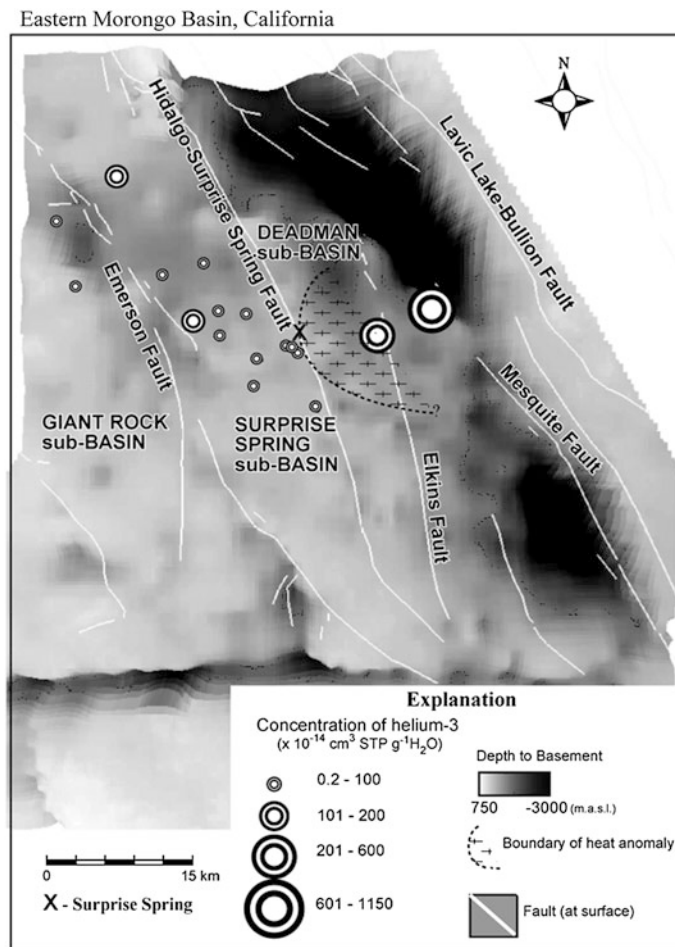 Eastern Morongo Basin, California
N
Hidalgo-Surprise Spring Fault
Lavic Lake-Bullion Fault
DEADMAN
sub-BASIN
Emerson Fault
X
Mesquite Fault
GIANT ROCK
sub-BASIN
SURPRISE
SPRING
sub-BASIN
Elkins Fault
?
Explanation
Concentration of helium-3
(x 10⁻¹⁴ cm³ STP g⁻¹H₂O)
0.2 - 100
101 - 200
201 - 600
601 - 1150
Depth to Basement
750 -3000 (m.a.s.l.)
Boundary of heat anomaly
Fault (at surface)
0 15 km
X - Surprise Spring